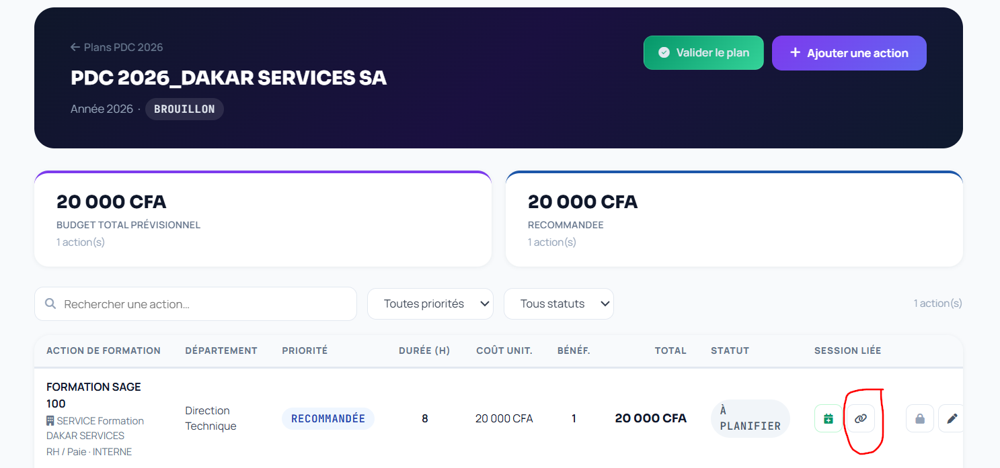 Plans PDC 2026
Valider le plan
Ajouter une action
PDC 2026_DAKAR SERVICES SA
Année 2026 · BROUILLON
20 000 CFA
BUDGET TOTAL PRÉVISIONNEL
1 action(s)
20 000 CFA
RECOMMANDEE
1 action(s)
Rechercher une action...
Toutes priorités
Tous statuts
1 action(s)
ACTION DE FORMATION DÉPARTEMENT PRIORITÉ DURÉE (H) COÛT UNIT. BÉNÉF. TOTAL STATUT SESSION LIÉE
FORMATION SAGE
100
SERVICE Formation
DAKAR SERVICES
RH / Paie · INTERNE
Direction
Technique
RECOMMANDÉE
8
20 000 CFA
1
20 000 CFA
À
PLANIFIER